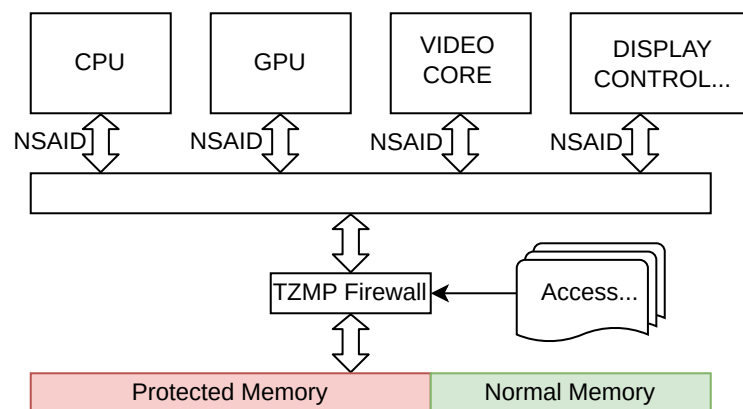 CPU
GPU
VIDEO
CORE
DISPLAY
CONTROL...
NSAID
NSAID
NSAID
NSAID
TZMP Firewall
Access...
Protected Memory
Normal Memory